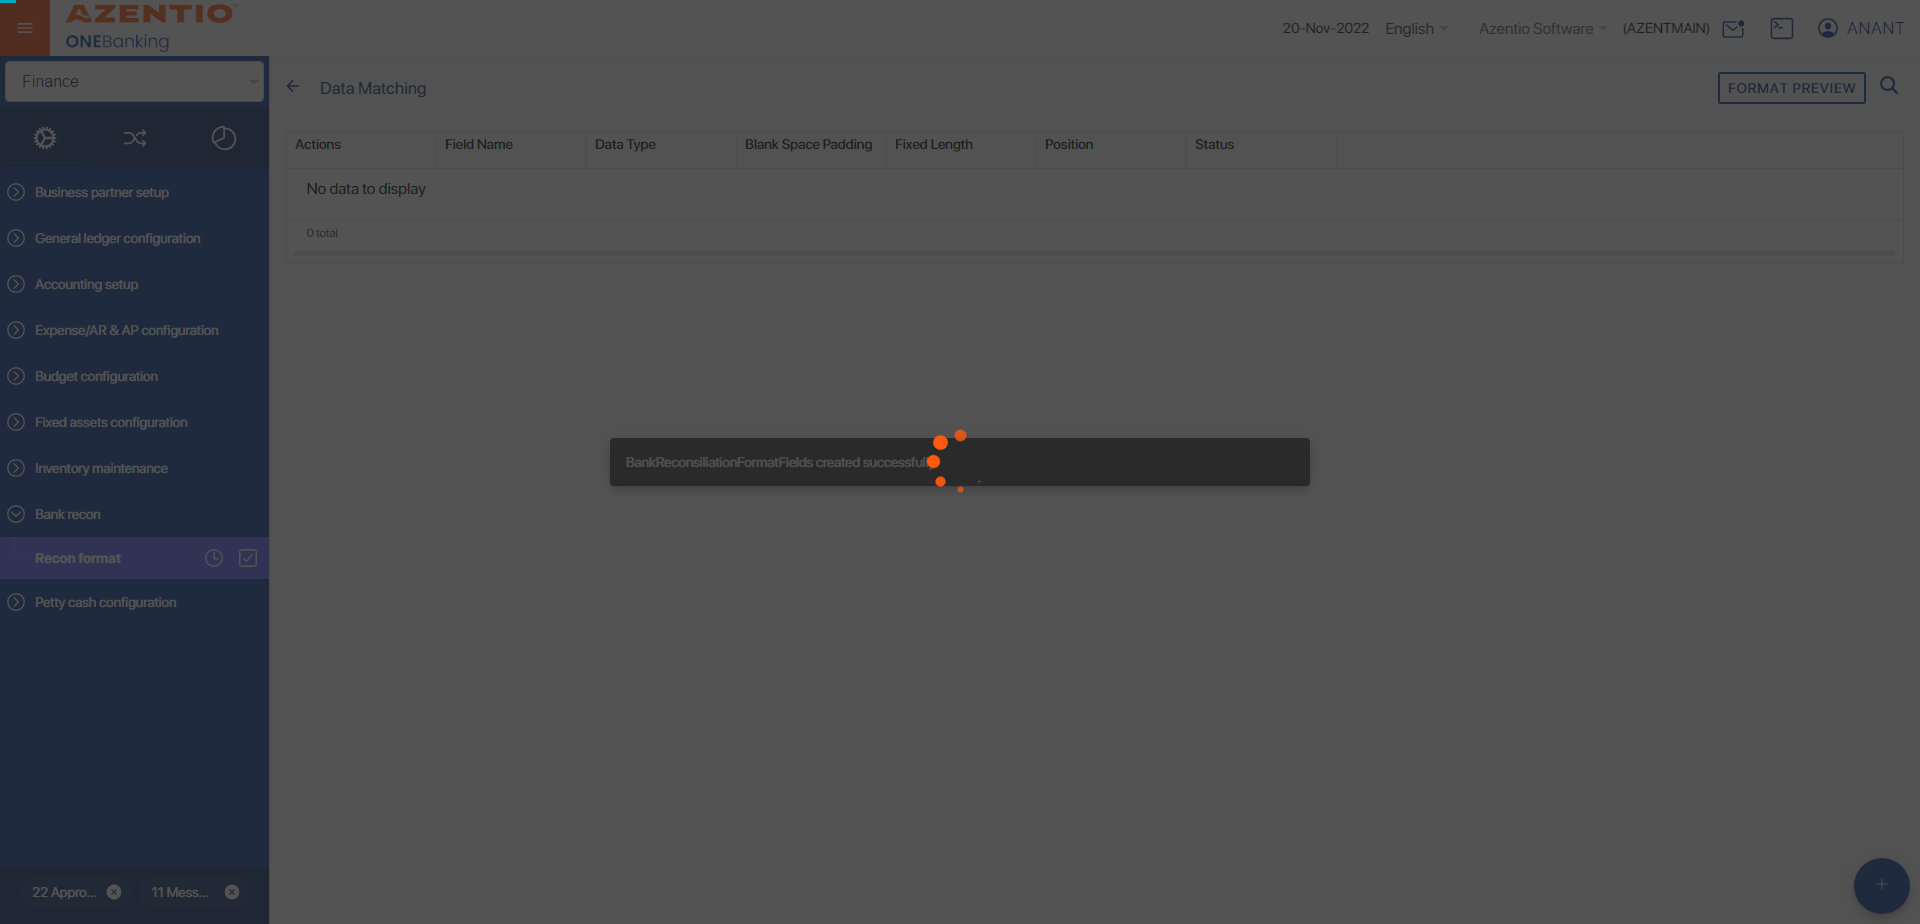 AZENTIO™
ONEBanking
20-Nov-2022 English Azentio Software (AZENTMAIN) ANANT
Finance
Data Matching
FORMAT PREVIEW
Actions Field Name Data Type Blank Space Padding Fixed Length Position Status
No data to display
0 total
Business partner setup
General ledger configuration
Accounting setup
Expense/AR & AP configuration
Budget configuration
Fixed assets configuration
Inventory maintenance
Bank recon
Recon format
Petty cash configuration
BankReconsiliationFormatFields created successfully
22 Appro... 11 Mess...